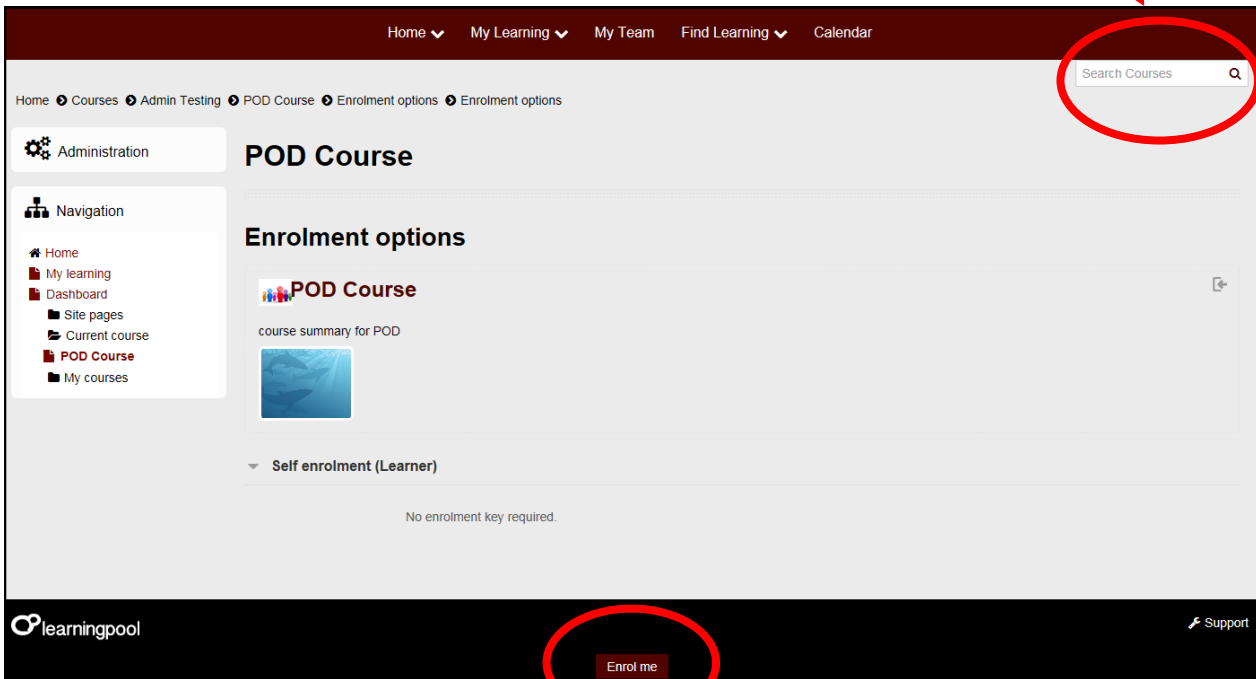 Home My Learning My Team Find Learning Calendar
Search Courses
Home Courses Admin Testing POD Course Enrolment options Enrolment options
Administration
POD Course
Navigation
Home
My learning
Dashboard
Site pages
Current course
POD Course
My courses
Enrolment options
POD Course
course summary for POD
Self enrolment (Learner)
No enrolment key required.
learningpool
Support
Enrol me